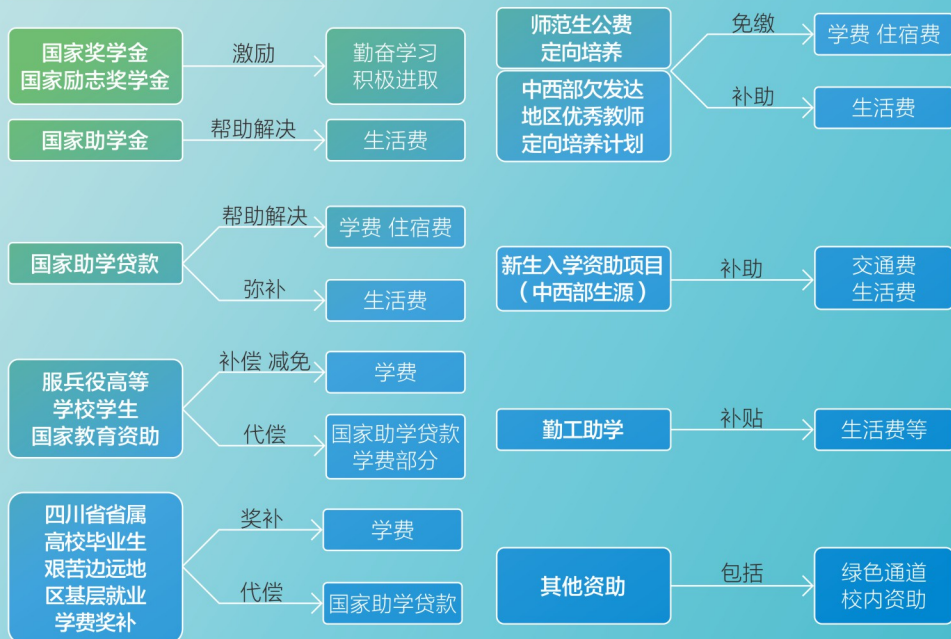 国家奖学金
国家励志奖学金
激励
勤奋学习
积极进取
国家助学金
帮助解决
生活费
国家助学贷款
帮助解决
学费 住宿费
弥补
生活费
服兵役高等
学校学生
国家教育资助
补偿 减免
学费
代偿
国家助学贷款
学费部分
四川省省属
高校毕业生
艰苦边远地
区基层就业
学费奖补
奖补
学费
代偿
国家助学贷款
师范生公费
定向培养
中西部欠发达
地区优秀教师
定向培养计划
免缴
学费 住宿费
补助
生活费
新生入学资助项目
（中西部生源）
补助
交通费
生活费
勤工助学
补贴
生活费等
其他资助
包括
绿色通道
校内资助